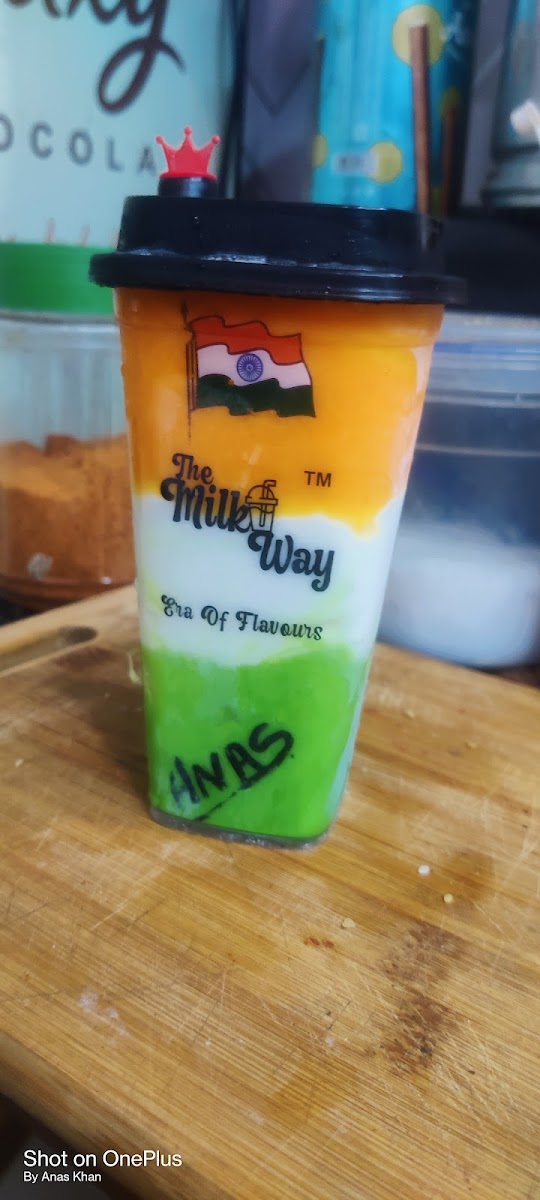 OCOLA
The
Milk
Way
TM
Era Of Flavours
ANAS
Shot on OnePlus
By Anas Khan